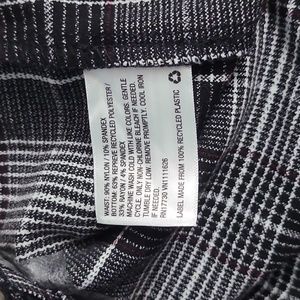 WAIST: 90% NYLON / 10% SPANDEX
BOTTOM: 63% REPREVE RECYCLED POLYESTER /
33% RAYON / 4% SPANDEX
MACHINE WASH COLD WITH LIKE COLORS. GENTLE
CYCLE. ONLY NON-CHLORINE BLEACH IF NEEDED
TUMBLE DRY LOW. REMOVE PROMPTLY. COOL IRON
IF NEEDED.
RN17730 VN1111626
LABEL MADE FROM 100% RECYCLED PLASTIC